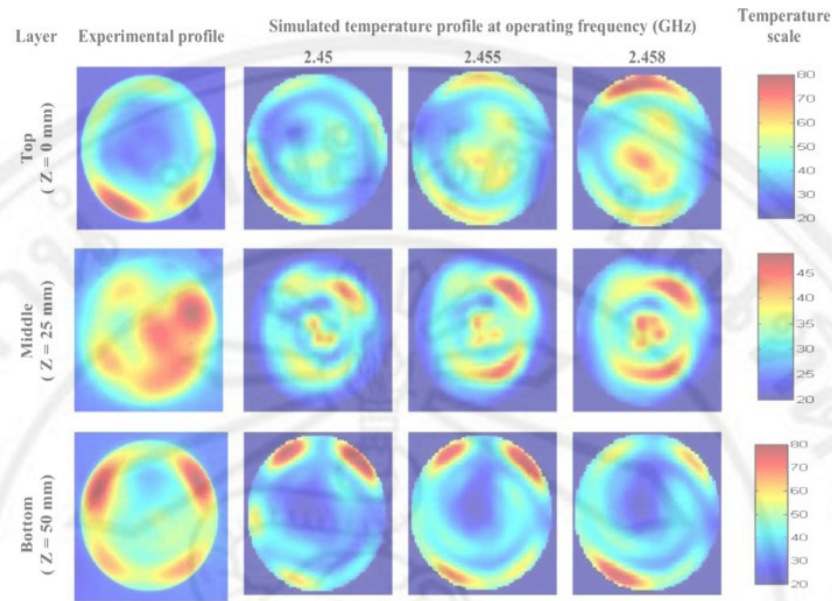 Layer Experimental profile Simulated temperature profile at operating frequency (GHz) Temperature scale
2.45 2.455 2.458
Top
( Z = 0 mm)
80
70
60
50
40
30
20
Middle
( Z = 25 mm)
45
40
35
30
25
20
Bottom
( Z = 50 mm)
80
70
60
50
40
30
20